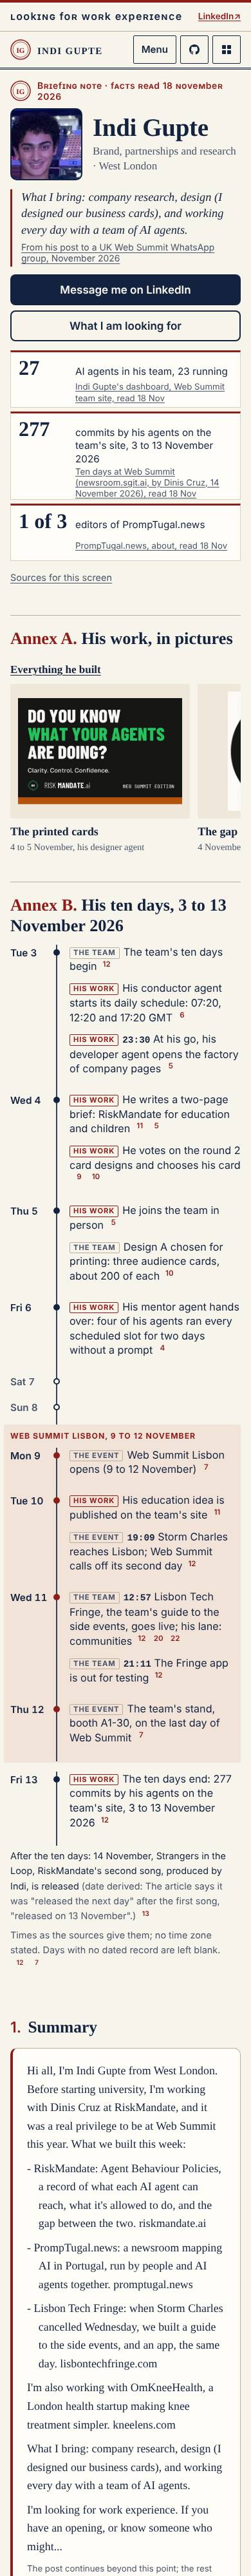 Looking for work experience
LinkedIn↗
IG
INDI GUPTE
Menu
IG
Briefing note · facts read 18 November
2026
Indi Gupte
Brand, partnerships and research
· West London
What I bring: company research, design (I
designed our business cards), and working
every day with a team of AI agents.
From his post to a UK Web Summit WhatsApp
group, November 2026
Message me on LinkedIn
What I am looking for
27
AI agents in his team, 23 running
Indi Gupte's dashboard, Web Summit
team site, read 18 Nov
277
commits by his agents on the
team's site, 3 to 13 November
2026
Ten days at Web Summit
(newsroom.sgit.ai, by Dinis Cruz, 14
November 2026), read 18 Nov
1 of 3
editors of PrompTugal.news
PrompTugal.news, about, read 18 Nov
Sources for this screen
Annex A. His work, in pictures
Everything he built
DO YOU KNOW
WHAT YOUR AGENTS
ARE DOING?
Clarity. Control. Confidence.
RISK MANDATE.ai
WEB SUMMIT EDITION
The printed cards
4 to 5 November, his designer agent
The gap
4 Novembe
Annex B. His ten days, 3 to 13
November 2026
Tue 3
THE TEAM The team's ten days
begin 12
HIS WORK His conductor agent
starts its daily schedule: 07:20,
12:20 and 17:20 GMT 6
HIS WORK 23:30 At his go, his
developer agent opens the factory
of company pages 5
Wed 4
HIS WORK He writes a two-page
brief: RiskMandate for education
and children 11 5
HIS WORK He votes on the round 2
card designs and chooses his card
9 10
Thu 5
HIS WORK He joins the team in
person 5
THE TEAM Design A chosen for
printing: three audience cards,
about 200 of each 10
Fri 6
HIS WORK His mentor agent hands
over: four of his agents ran every
scheduled slot for two days
without a prompt 4
Sat 7
Sun 8
WEB SUMMIT LISBON, 9 TO 12 NOVEMBER
Mon 9
THE EVENT Web Summit Lisbon
opens (9 to 12 November) 7
Tue 10
HIS WORK His education idea is
published on the team's site 11
THE EVENT 19:09 Storm Charles
reaches Lisbon; Web Summit
calls off its second day 12
Wed 11
THE TEAM 12:57 Lisbon Tech
Fringe, the team's guide to the
side events, goes live; his lane:
communities 12 20 22
THE TEAM 21:11 The Fringe app
is out for testing 12
Thu 12
THE EVENT The team's stand,
booth A1-30, on the last day of
Web Summit 7
Fri 13
HIS WORK The ten days end: 277
commits by his agents on the
team's site, 3 to 13 November
2026 12
After the ten days: 14 November, Strangers in the
Loop, RiskMandate's second song, produced by
Indi, is released (date derived: The article says it
was "released the next day" after the first song,
"released on 13 November".) 13
Times as the sources give them; no time zone
stated. Days with no dated record are left blank.
12 7
1. Summary
Hi all, I'm Indi Gupte from West London.
Before starting university, I'm working
with Dinis Cruz at RiskMandate, and it
was a real privilege to be at Web Summit
this year. What we built this week:
- RiskMandate: Agent Behaviour Policies,
a record of what each AI agent can
reach, what it's allowed to do, and the
gap between the two. riskmandate.ai
- PrompTugal.news: a newsroom mapping
AI in Portugal, run by people and AI
agents together. promptugal.news
- Lisbon Tech Fringe: when Storm Charles
cancelled Wednesday, we built a guide
to the side events, and an app, the same
day. lisbontechfringe.com
I'm also working with OmKneeHealth, a
London health startup making knee
treatment simpler. kneelens.com
What I bring: company research, design (I
designed our business cards), and working
every day with a team of AI agents.
I'm looking for work experience. If you
have an opening, or know someone who
might...
The post continues beyond this point; the rest